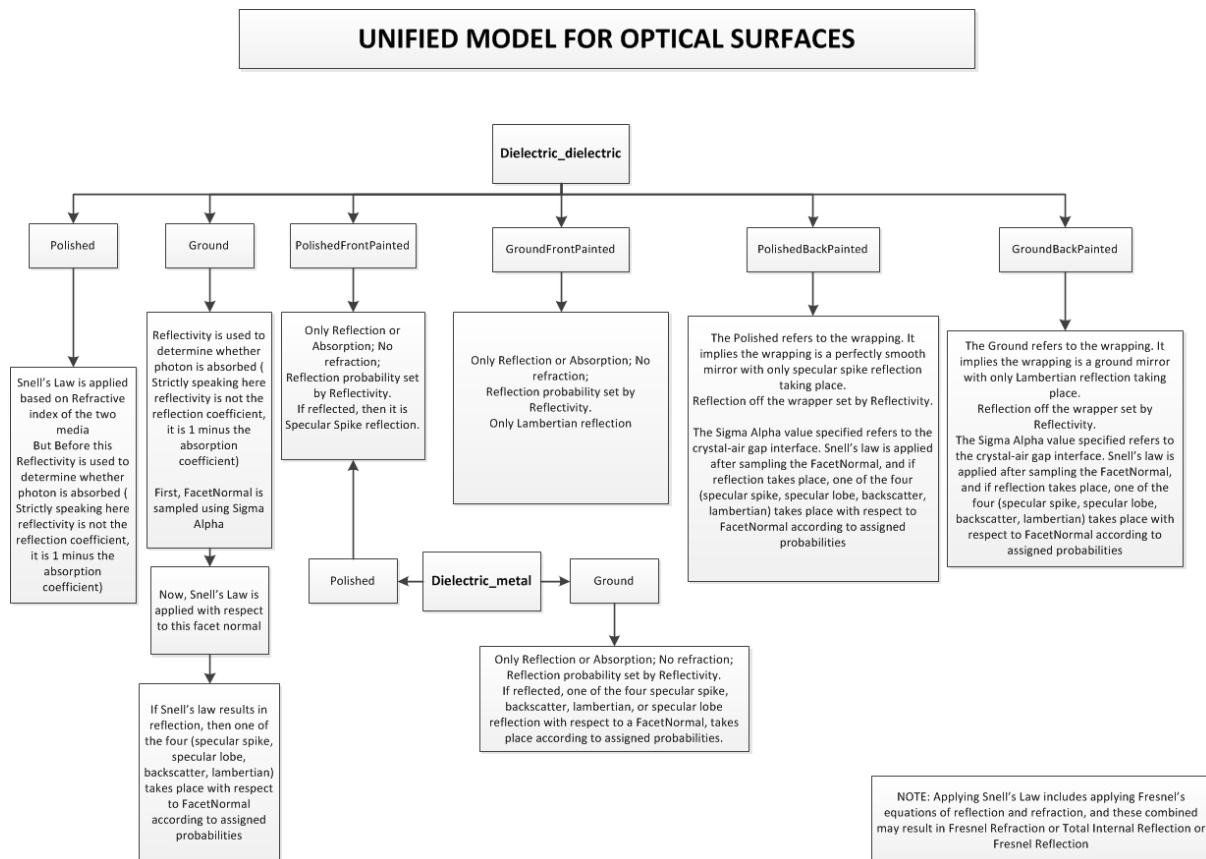 UNIFIED MODEL FOR OPTICAL SURFACES
Dielectric_dielectric
Polished
Ground
PolishedFrontPainted
GroundFrontPainted
PolishedBackPainted
GroundBackPainted
Snell's Law is applied
based on Refractive
index of the two
media
But Before this
Reflectivity is used to
determine whether
photon is absorbed (
Strictly speaking here
reflectivity is not the
reflection coefficient,
it is 1 minus the
absorption
coefficient)
Reflectivity is used to
determine whether
photon is absorbed (
Strictly speaking here
reflectivity is not the
reflection coefficient,
it is 1 minus the
absorption
coefficient)
First, FacetNormal is
sampled using Sigma
Alpha
Now, Snell's Law is
applied with respect
to this facet normal
If Snell's law results in
reflection, then one of
the four (specular spike,
specular lobe,
backscatter, lambertian)
takes place with respect
to FacetNormal
according to assigned
probabilities
Only Reflection or
Absorption; No
refraction;
Reflection probability set
by Reflectivity.
If reflected, then it is
Specular Spike reflection.
Only Reflection or Absorption; No
refraction;
Reflection probability set by
Reflectivity.
Only Lambertian reflection
The Polished refers to the wrapping. It
implies the wrapping is a perfectly smooth
mirror with only specular spike reflection
taking place.
Reflection off the wrapper set by Reflectivity.
The Sigma Alpha value specified refers to the
crystal-air gap interface. Snell's law is
applied after sampling the FacetNormal, and if
reflection takes place, one of the four
(specular spike, specular lobe, backscatter,
lambertian) takes place with respect to
FacetNormal according to assigned
probabilities
The Ground refers to the wrapping. It
implies the wrapping is a ground mirror
with only Lambertian reflection taking
place.
Reflection off the wrapper set by
Reflectivity.
The Sigma Alpha value specified refers to
the crystal-air gap interface. Snell's law is
applied after sampling the FacetNormal,
and if reflection takes place, one of the
four (specular spike, specular lobe,
backscatter, lambertian) takes place with
respect to FacetNormal according to
assigned probabilities
Polished
Dielectric_metal
Ground
Only Reflection or Absorption; No refraction;
Reflection probability set by Reflectivity.
If reflected, one of the four specular spike,
backscatter, lambertian, or specular lobe
reflection with respect to a FacetNormal, takes
place according to assigned probabilities.
NOTE: Applying Snell's Law includes applying Fresnel's
equations of reflection and refraction, and these combined
may result in Fresnel Refraction or Total Internal Reflection or
Fresnel Reflection